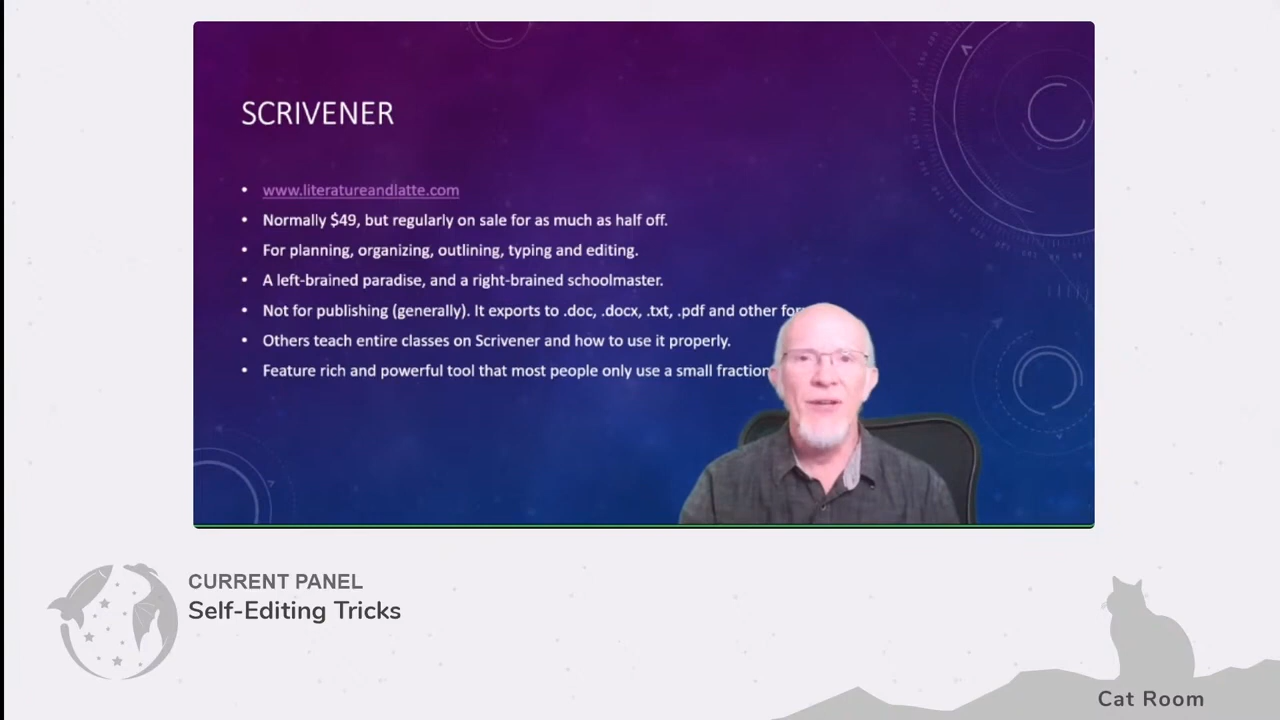 SCRIVENER
• www.literatureandlatte.com
• Normally $49, but regularly on sale for as much as half off.
• For planning, organizing, outlining, typing and editing.
• A left-brained paradise, and a right-brained schoolmaster.
• Not for publishing (generally). It exports to .doc, .docx, .txt, .pdf and other
• Others teach entire classes on Scrivener and how to use it properly.
• Feature rich and powerful tool that most people only use a small fraction
CURRENT PANEL
Self-Editing Tricks
Cat Room